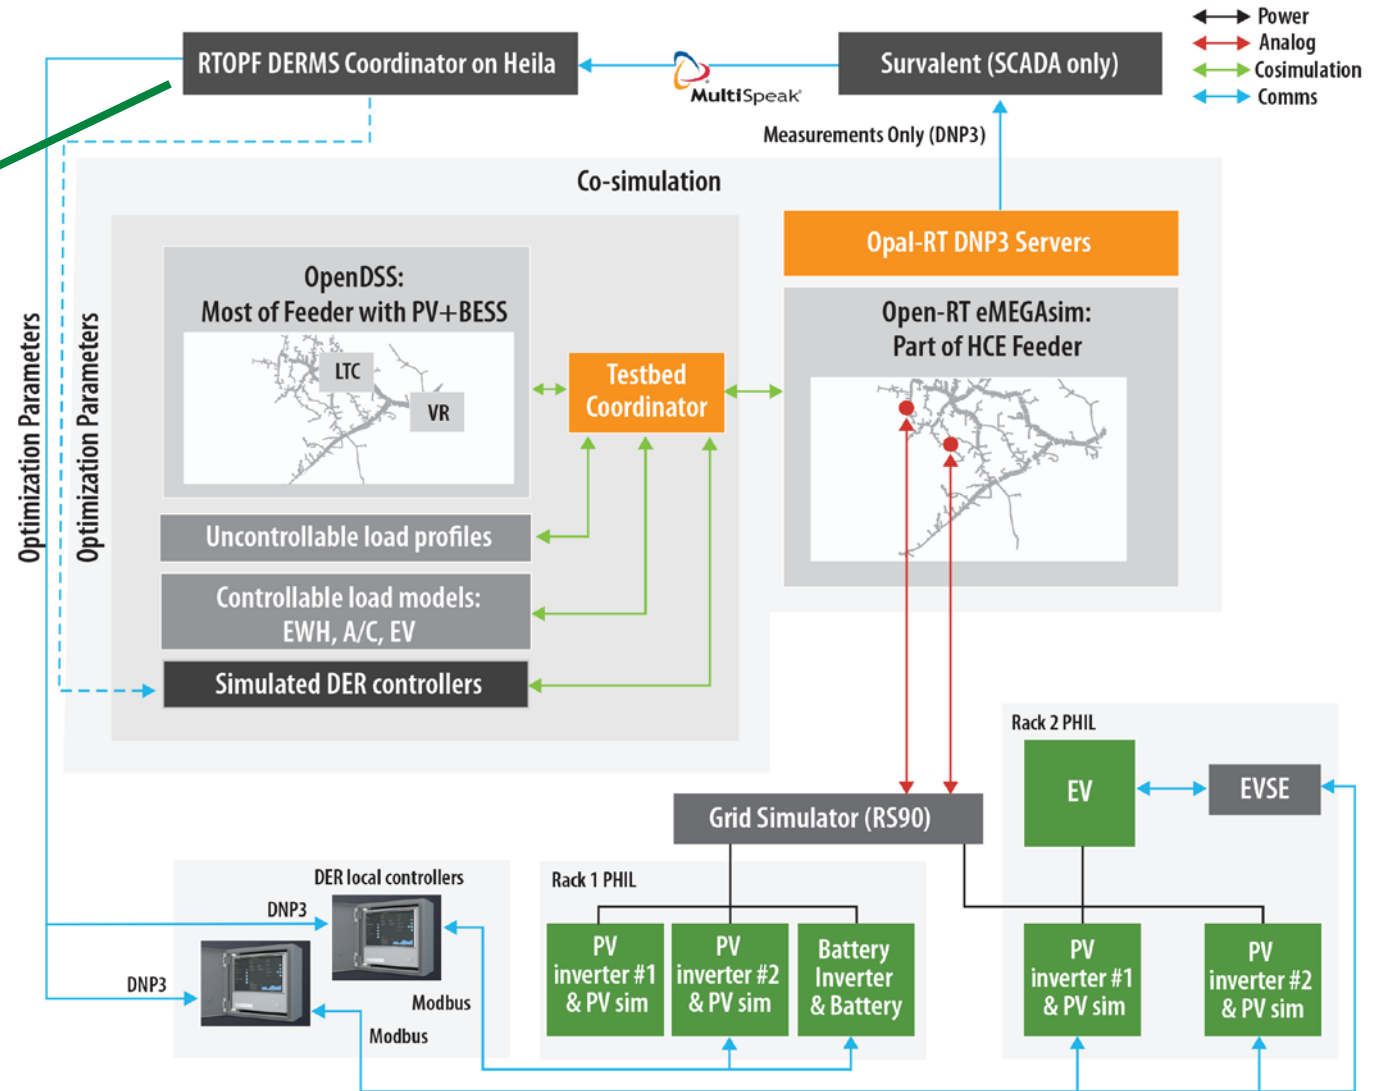 Power
Analog
Cosimulation
Comms
RTOPF DERMS Coordinator on Heila
MultiSpeak®
Survalent (SCADA only)
Measurements Only (DNP3)
Co-simulation
Opal-RT DNP3 Servers
OpenDSS:
Most of Feeder with PV+BESS
LTC
VR
Testbed
Coordinator
Open-RT eMEGAsim:
Part of HCE Feeder
Optimization Parameters
Optimization Parameters
Uncontrollable load profiles
Controllable load models:
EWH, A/C, EV
Simulated DER controllers
Grid Simulator (RS90)
Rack 2 PHIL
EV
EVSE
DER local controllers
DNP3
DNP3
Modbus
Modbus
Rack 1 PHIL
PV
inverter #1
& PV sim
PV
inverter #2
& PV sim
Battery
Inverter
& Battery
PV
inverter #1
& PV sim
PV
inverter #2
& PV sim